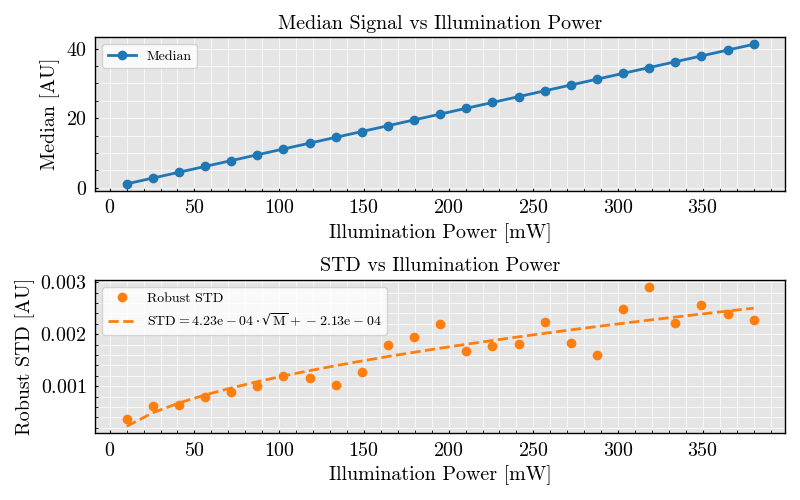 Median Signal vs Illumination Power
Median [AU]
40
20
0
Median
0 50 100 150 200 250 300 350
Illumination Power [mW]
STD vs Illumination Power
Robust STD [AU]
0.003
0.002
0.001
Robust STD
STD = 4.23e − 04 · √M + −2.13e − 04
0 50 100 150 200 250 300 350
Illumination Power [mW]